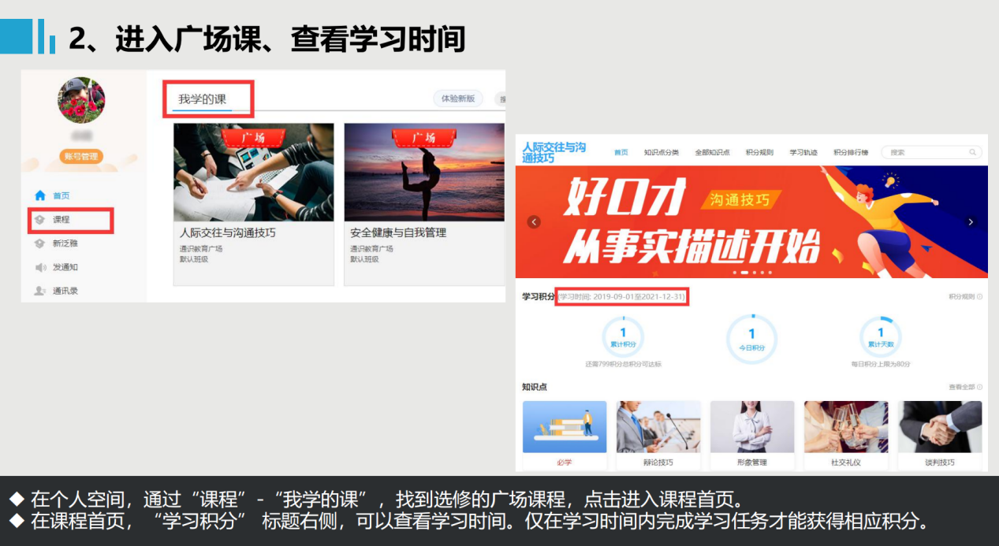 2、进入广场课、查看学习时间
我学的课
体验新版
账号管理
首页
课程
新泛雅
发通知
通讯录
广场
广场
人际交往与沟通技巧
通识教育广场
默认班级
安全健康与自我管理
通识教育广场
默认班级
人际交往与沟
通技巧
首页 知识点分类 全部知识点 积分规则 学习轨迹 积分排行榜 搜索
好口才 沟通技巧
从事实描述开始
学习积分(学习时间: 2019-09-01至2021-12-31) 积分规则
1
累计积分
还需799积分总积分可达标
1
今日积分
1
累计天数
每日积分上限为80分
知识点 查看全部
必学 辩论技巧 形象管理 社交礼仪 谈判技巧
◆ 在个人空间，通过“课程”-“我学的课”，找到选修的广场课程，点击进入课程首页。
◆ 在课程首页，“学习积分” 标题右侧，可以查看学习时间。仅在学习时间内完成学习任务才能获得相应积分。